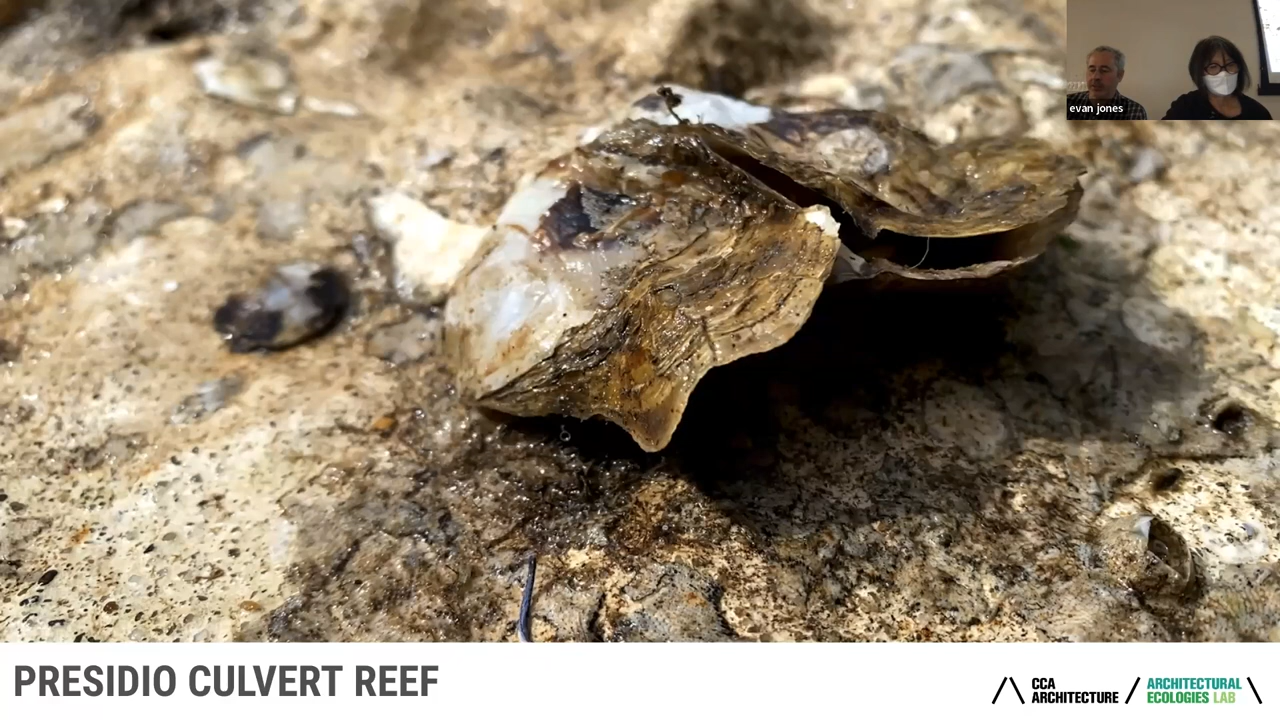 evan jones
PRESIDIO CULVERT REEF
CCA
ARCHITECTURE
ARCHITECTURAL
ECOLOGIES LAB